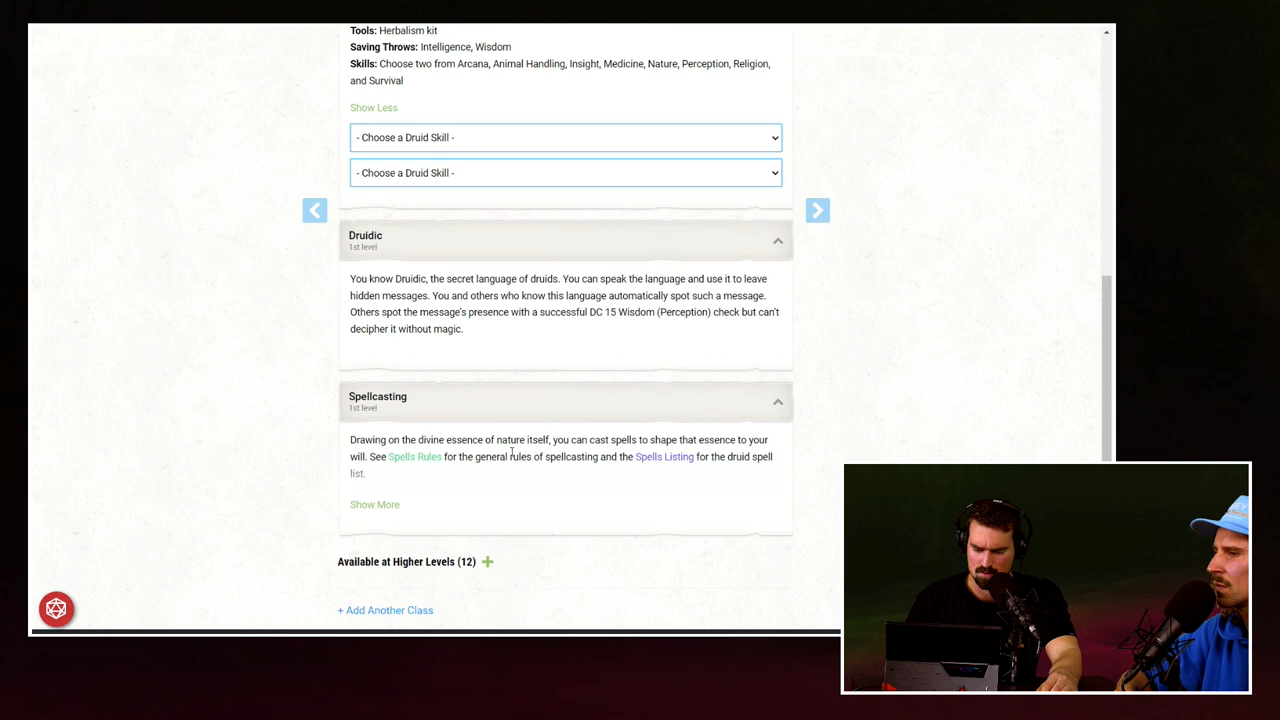 Tools: Herbalism kit
Saving Throws: Intelligence, Wisdom
Skills: Choose two from Arcana, Animal Handling, Insight, Medicine, Nature, Perception, Religion,
and Survival
Show Less
- Choose a Druid Skill -
- Choose a Druid Skill -
Druidic
1st level
You know Druidic, the secret language of druids. You can speak the language and use it to leave
hidden messages. You and others who know this language automatically spot such a message.
Others spot the message's presence with a successful DC 15 Wisdom (Perception) check but can't
decipher it without magic.
Spellcasting
1st level
Drawing on the divine essence of nature itself, you can cast spells to shape that essence to your
will. See Spells Rules for the general rules of spellcasting and the Spells Listing for the druid spell
list.
Show More
Available at Higher Levels (12)
+ Add Another Class